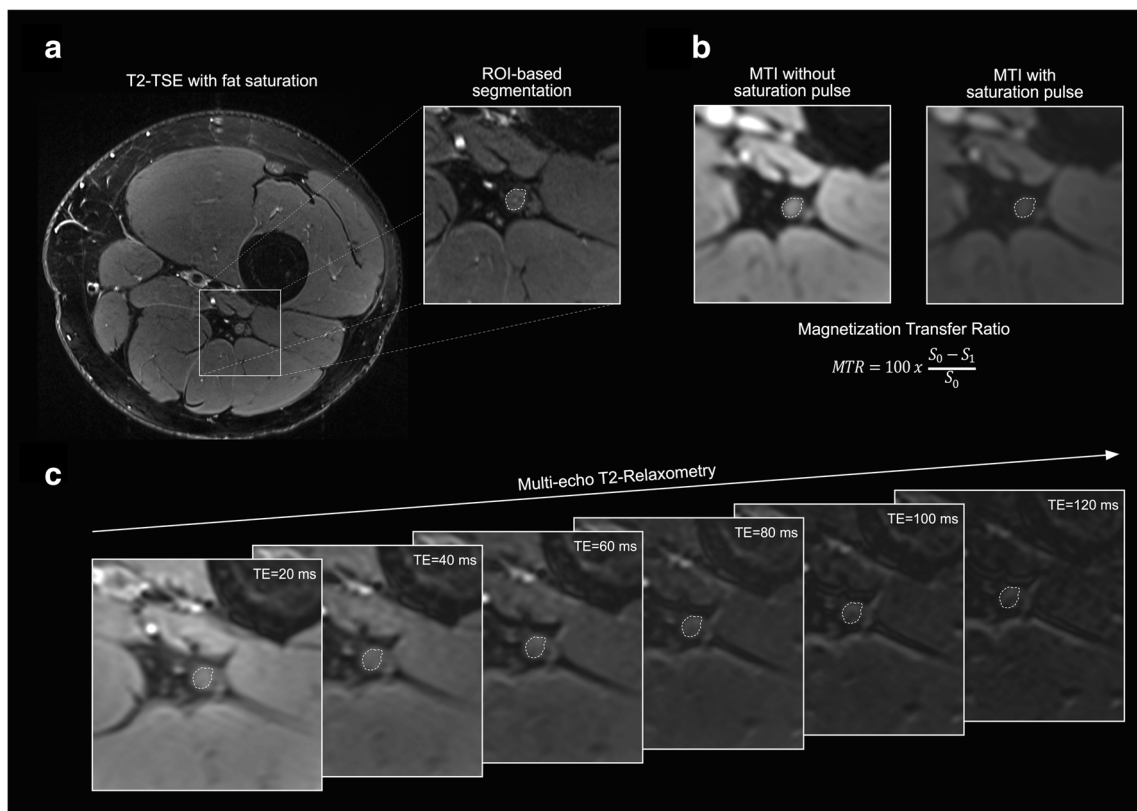 a
T2-TSE with fat saturation
ROI-based
segmentation
b
MTI without
saturation pulse
MTI with
saturation pulse
Magnetization Transfer Ratio
MTR = 100 x (S₀ − S₁) / S₀
c
Multi-echo T2-Relaxometry
TE=20 ms
TE=40 ms
TE=60 ms
TE=80 ms
TE=100 ms
TE=120 ms